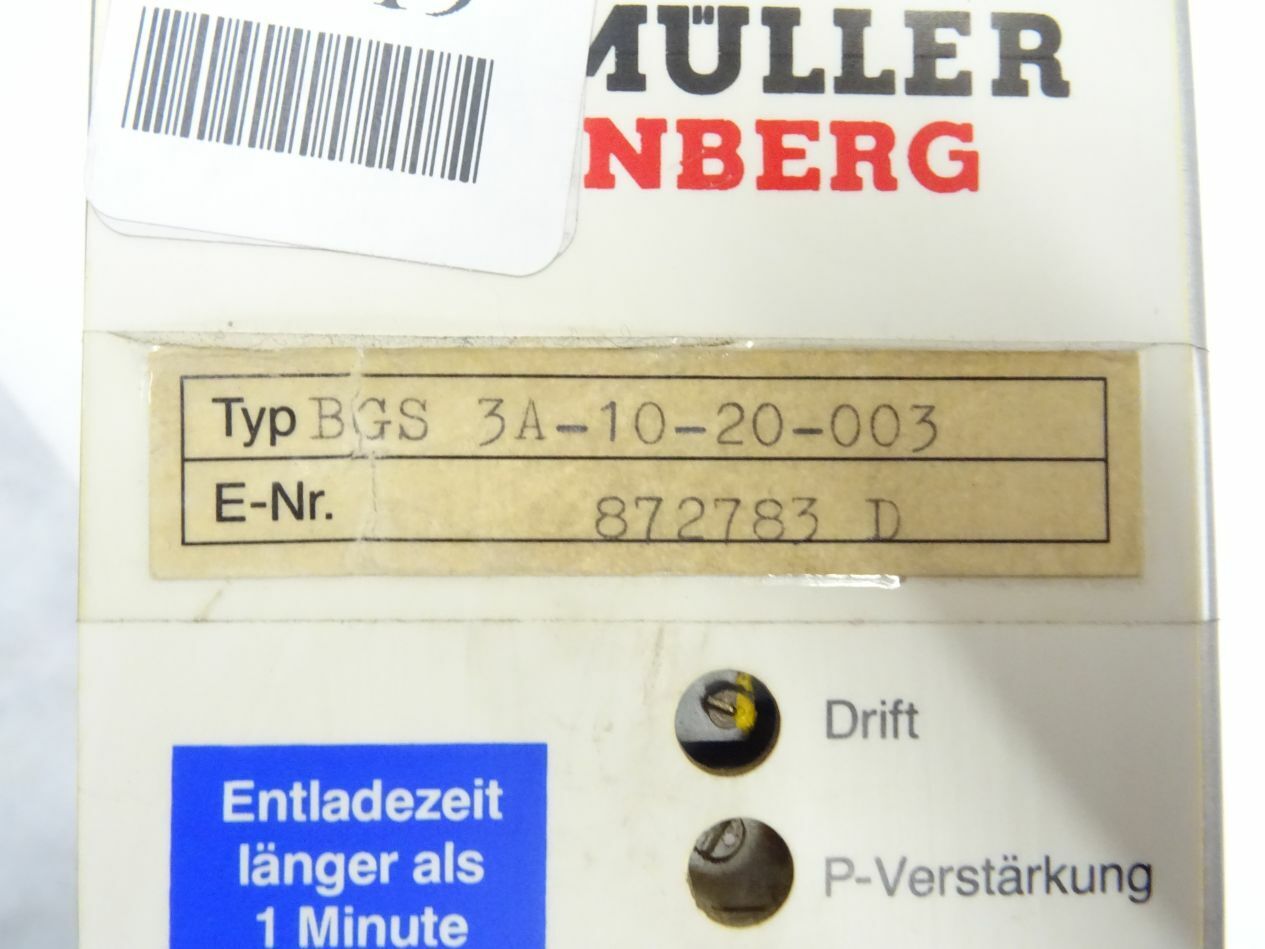 MÜLLER
NBERG
Typ BGS 3A-10-20-003
E-Nr. 872783 D
Drift
Entladezeit
länger als
P-Verstärkung
1 Minute